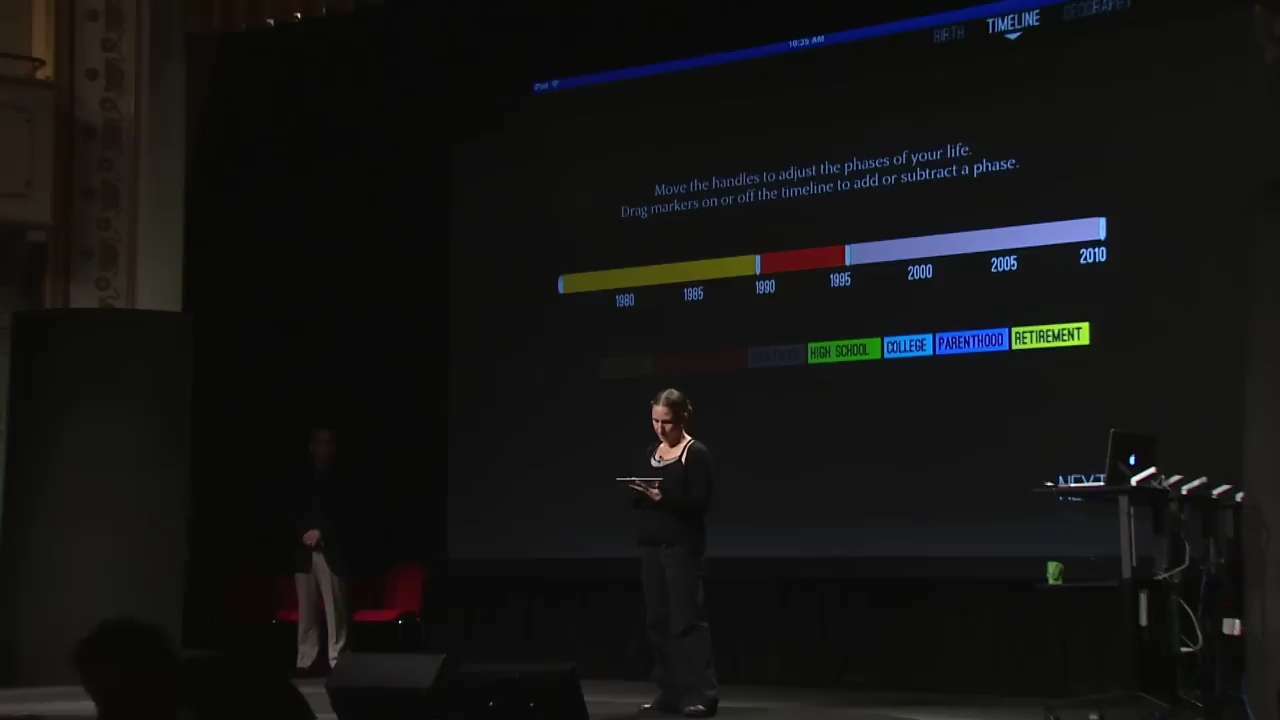 iPad
10:35 AM
BIRTH
TIMELINE
GEOGRAPHY
Move the handles to adjust the phases of your life.
Drag markers on or off the timeline to add or subtract a phase.
1980
1985
1990
1995
2000
2005
2010
HIGH SCHOOL
COLLEGE
PARENTHOOD
RETIREMENT
NEXT